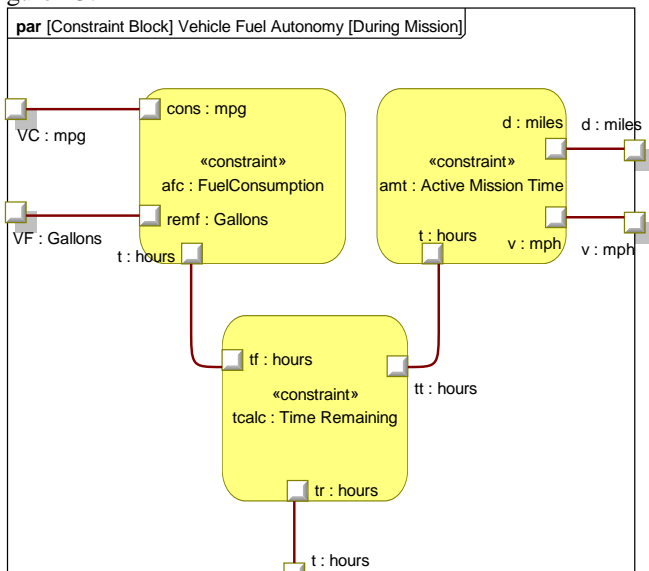 par [Constraint Block] Vehicle Fuel Autonomy [During Mission]
cons : mpg
VC : mpg
d : miles
d : miles
«constraint»
afc : FuelConsumption
«constraint»
amt : Active Mission Time
remf : Gallons
VF : Gallons
t : hours
t : hours
v : mph
v : mph
tf : hours
tt : hours
«constraint»
tcalc : Time Remaining
tr : hours
t : hours